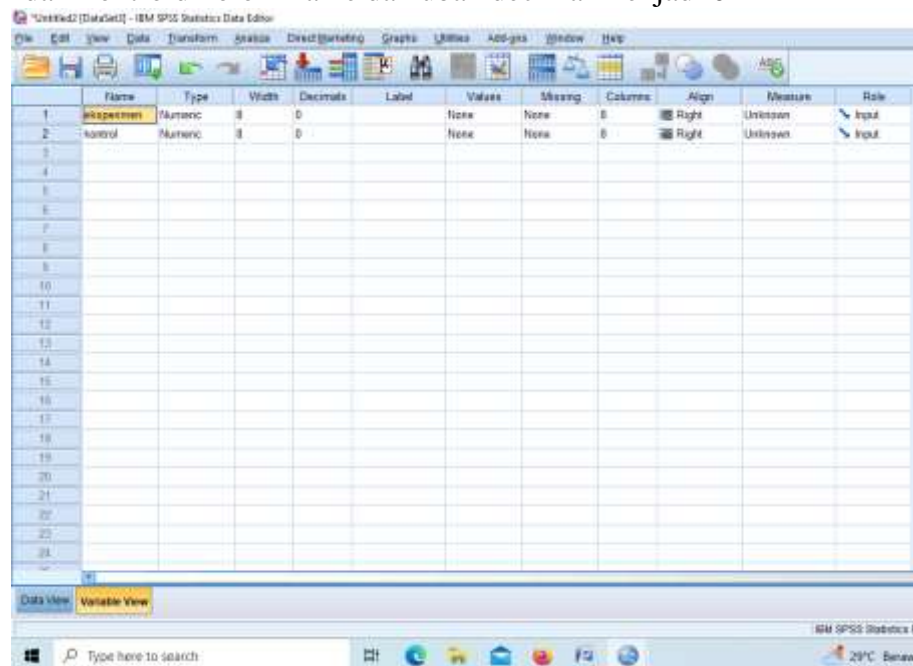 *Untitled2 [DataSet3] - IBM SPSS Statistics Data Editor
File Edit View Data Transform Analyze Direct Marketing Graphs Utilities Add-ons Window Help
Name Type Width Decimals Label Values Missing Columns Align Measure Role
1 eksperimen Numeric 8 0 None None 8 Right Unknown Input
2 kontrol Numeric 8 0 None None 8 Right Unknown Input
3
4
5
6
7
8
9
10
11
12
13
14
15
16
17
18
19
20
21
22
23
24
Data View Variable View
IBM SPSS Statistics
Type here to search
29°C Berawa